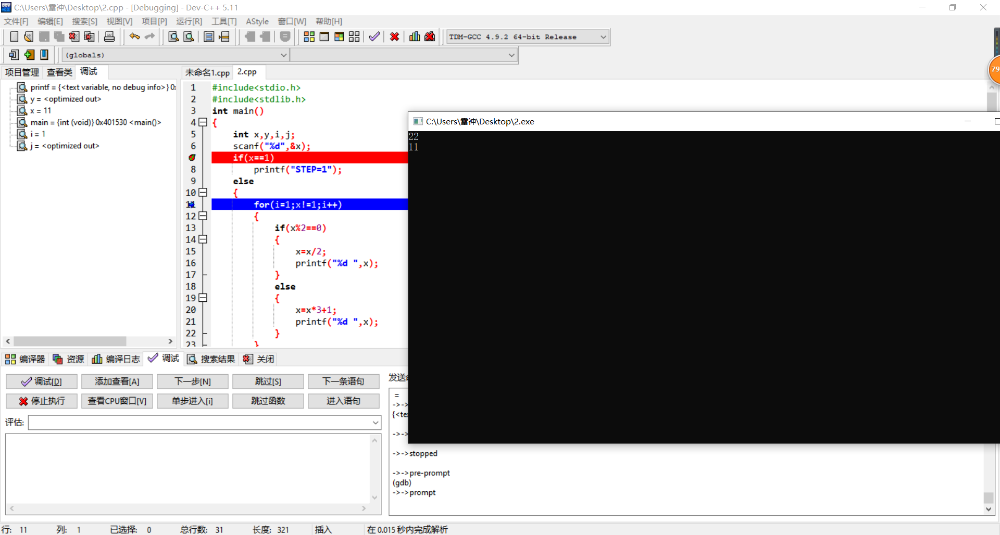 C:\Users\雷神\Desktop\2.cpp - [Debugging] - Dev-C++ 5.11
文件[F] 编辑[E] 搜索[S] 视图[V] 项目[P] 运行[R] 工具[T] AStyle 窗口[W] 帮助[H]
TDM-GCC 4.9.2 64-bit Release
(globals)
79
项目管理 查看类 调试
printf = {<text variable, no debug info>}
y = <optimized out>
x = 11
main = {int (void)} 0x401530 <main()>
i = 1
j = <optimized out>
未命名1.cpp 2.cpp
1 #include<stdio.h>
2 #include<stdlib.h>
3 int main()
4 {
5 int x,y,i,j;
6 scanf("%d",&x);
if(x==1)
8 printf("STEP=1");
9 else
10 {
11 for(i=1;x!=1;i++)
12 {
13 if(x%2==0)
14 {
15 x=x/2;
16 printf("%d ",x);
17 }
18 else
19 {
20 x=x*3+1;
21 printf("%d ",x);
22 }
23 }
C:\Users\雷神\Desktop\2.exe
22
11
编译器 资源 编译日志 调试 搜索结果 关闭
调试[D] 添加查看[A] 下一步[N] 跳过[S] 下一条语句
停止执行 查看CPU窗口[V] 单步进入[i] 跳过函数 进入语句
评估:
发送
=
->->
{<te
->->
->->stopped
->->pre-prompt
(gdb)
->->prompt
行: 11 列: 1 已选择: 0 总行数: 31 长度: 321 插入 在 0.015 秒内完成解析